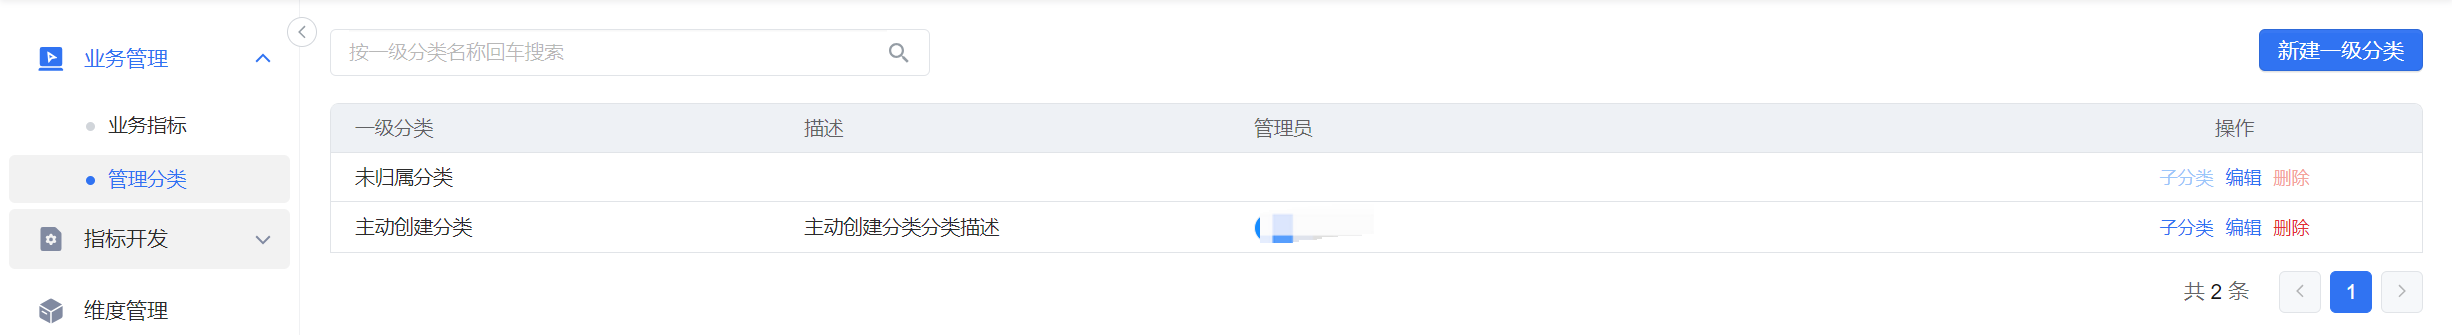 业务管理
业务指标
管理分类
指标开发
维度管理
按一级分类名称回车搜索
新建一级分类
一级分类 描述 管理员 操作
未归属分类 子分类 编辑 删除
主动创建分类 主动创建分类分类描述 子分类 编辑 删除
共 2 条 1